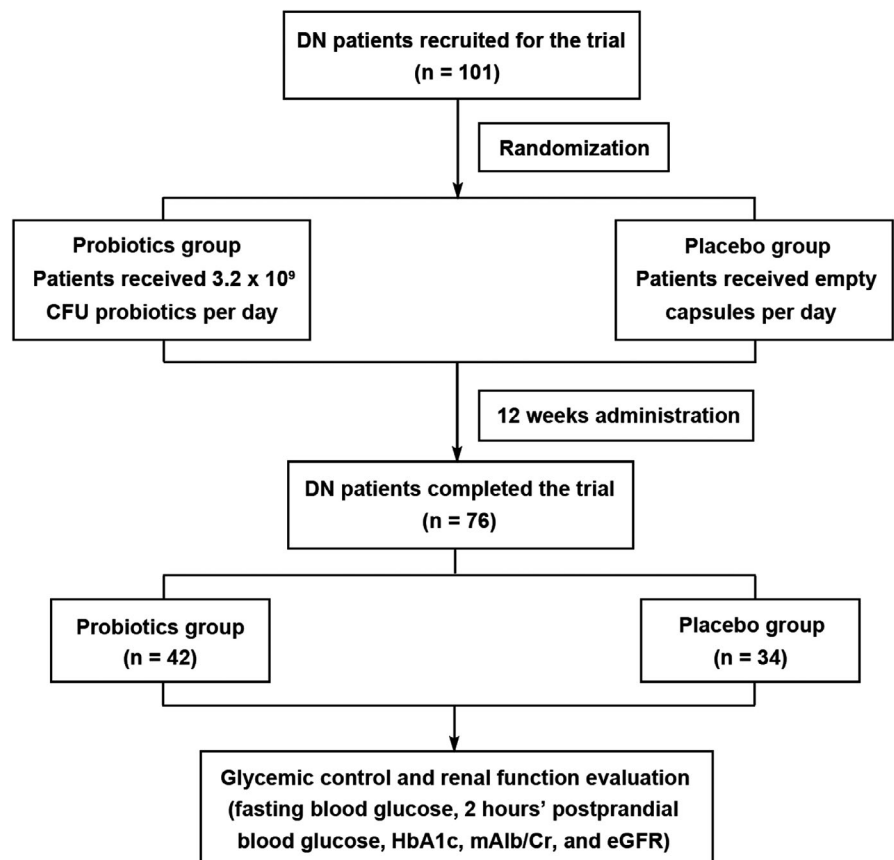 DN patients recruited for the trial
(n = 101)
Randomization
Probiotics group
Patients received 3.2 x 10⁹
CFU probiotics per day
Placebo group
Patients received empty
capsules per day
12 weeks administration
DN patients completed the trial
(n = 76)
Probiotics group
(n = 42)
Placebo group
(n = 34)
Glycemic control and renal function evaluation
(fasting blood glucose, 2 hours' postprandial
blood glucose, HbA1c, mAlb/Cr, and eGFR)